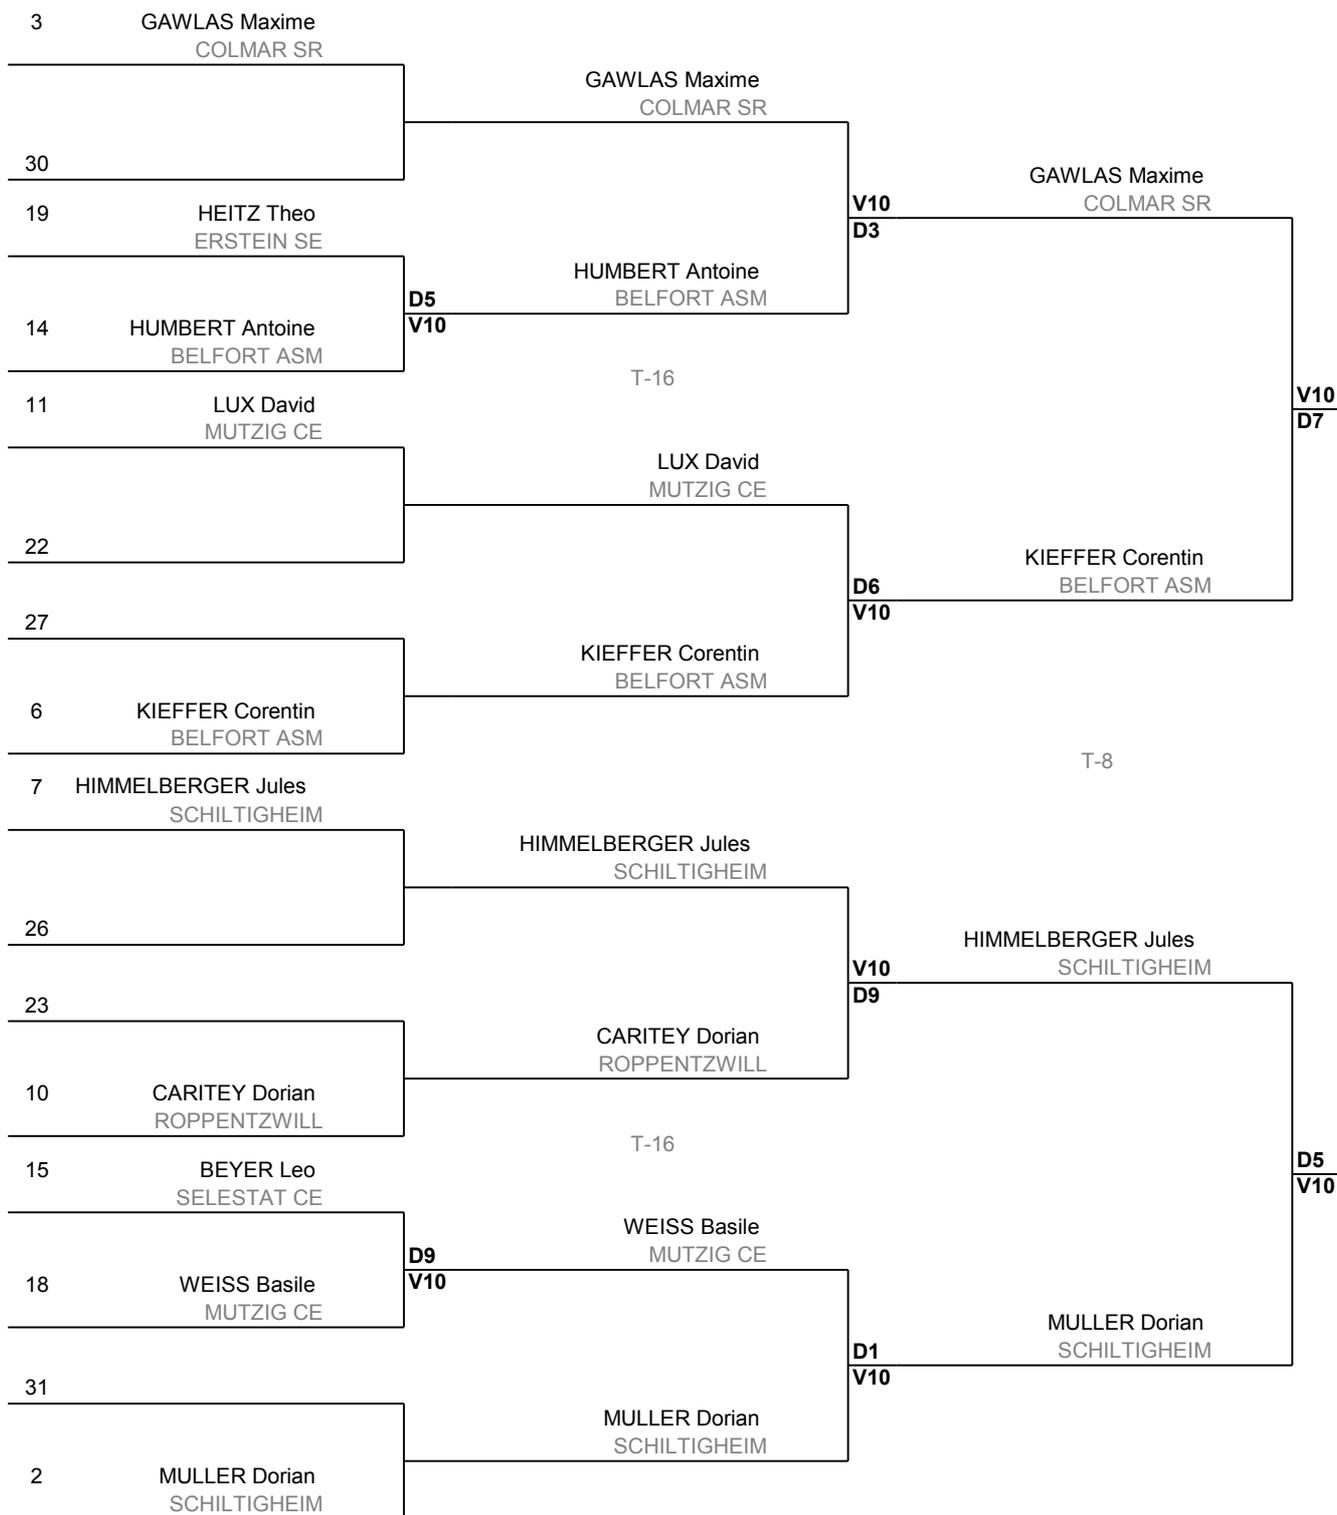 3 GAWLAS Maxime
COLMAR SR
GAWLAS Maxime
COLMAR SR
30
GAWLAS Maxime
COLMAR SR
19 HEITZ Theo
ERSTEIN SE
V10
D3
HUMBERT Antoine
BELFORT ASM
D5
V10
14 HUMBERT Antoine
BELFORT ASM
T-16
V10
D7
11 LUX David
MUTZIG CE
LUX David
MUTZIG CE
22
KIEFFER Corentin
BELFORT ASM
D6
V10
27
KIEFFER Corentin
BELFORT ASM
6 KIEFFER Corentin
BELFORT ASM
T-8
7 HIMMELBERGER Jules
SCHILTIGHEIM
HIMMELBERGER Jules
SCHILTIGHEIM
26
HIMMELBERGER Jules
SCHILTIGHEIM
V10
D9
23
CARITEY Dorian
ROPPENTZWILL
10 CARITEY Dorian
ROPPENTZWILL
T-16
15 BEYER Leo
SELESTAT CE
D5
V10
WEISS Basile
MUTZIG CE
D9
V10
18 WEISS Basile
MUTZIG CE
MULLER Dorian
SCHILTIGHEIM
D1
V10
31
MULLER Dorian
SCHILTIGHEIM
2 MULLER Dorian
SCHILTIGHEIM